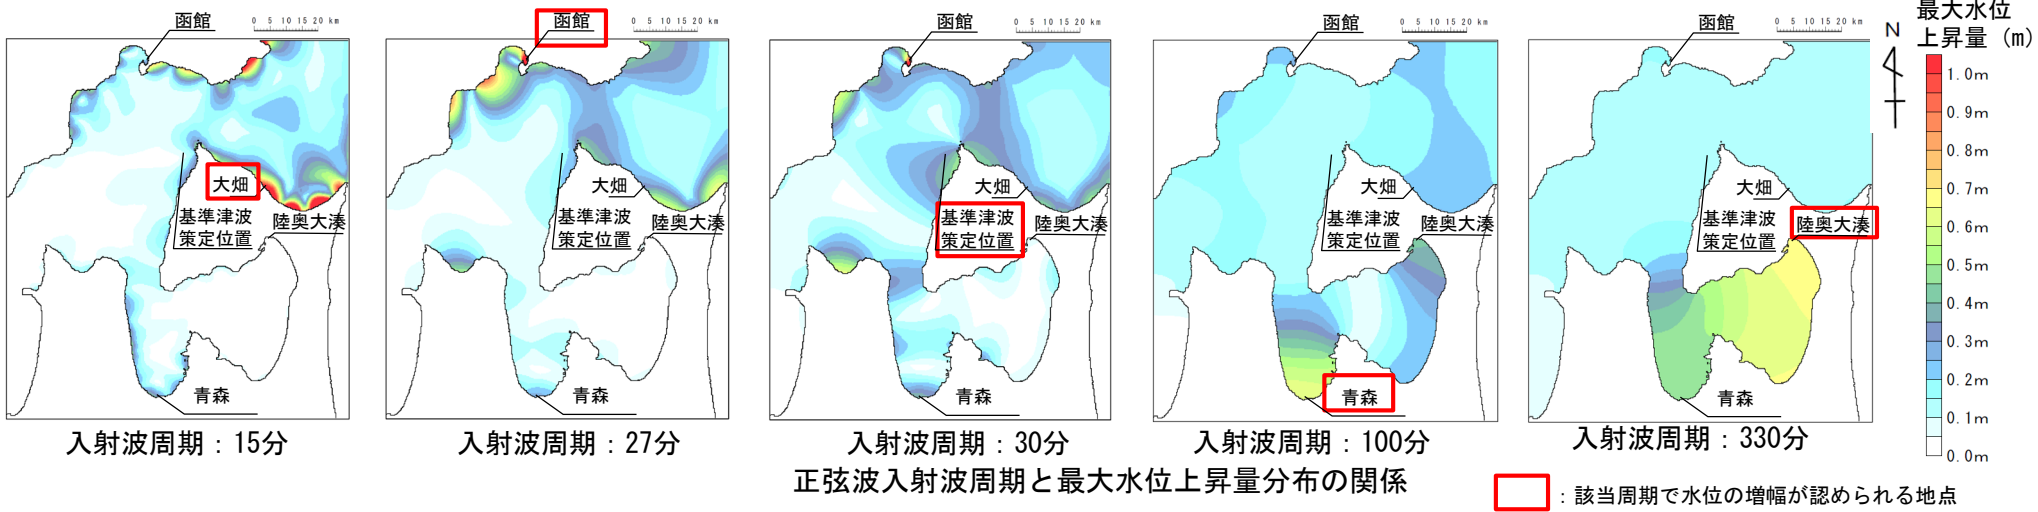 函館
0 5 10 15 20 km
大畑
基準津波
策定位置
陸奥大湊
青森
入射波周期：15分
函館
0 5 10 15 20 km
大畑
基準津波
策定位置
陸奥大湊
青森
入射波周期：27分
函館
0 5 10 15 20 km
大畑
基準津波
策定位置
陸奥大湊
青森
入射波周期：30分
函館
0 5 10 15 20 km
大畑
基準津波
策定位置
陸奥大湊
青森
入射波周期：100分
函館
0 5 10 15 20 km
大畑
基準津波
策定位置
陸奥大湊
青森
入射波周期：330分
N
最大水位
上昇量 (m)
1.0m
0.9m
0.8m
0.7m
0.6m
0.5m
0.4m
0.3m
0.2m
0.1m
0.0m
正弦波入射波周期と最大水位上昇量分布の関係
：該当周期で水位の増幅が認められる地点